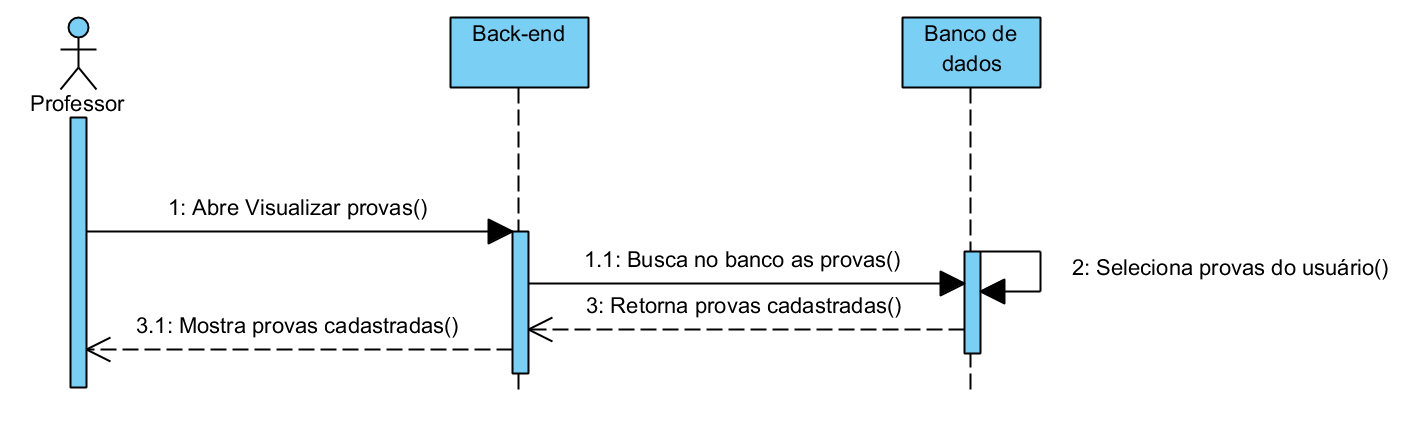 Back-end
Banco de
dados
Professor
1: Abre Visualizar provas()
1.1: Busca no banco as provas()
2: Seleciona provas do usuário()
3: Retorna provas cadastradas()
3.1: Mostra provas cadastradas()